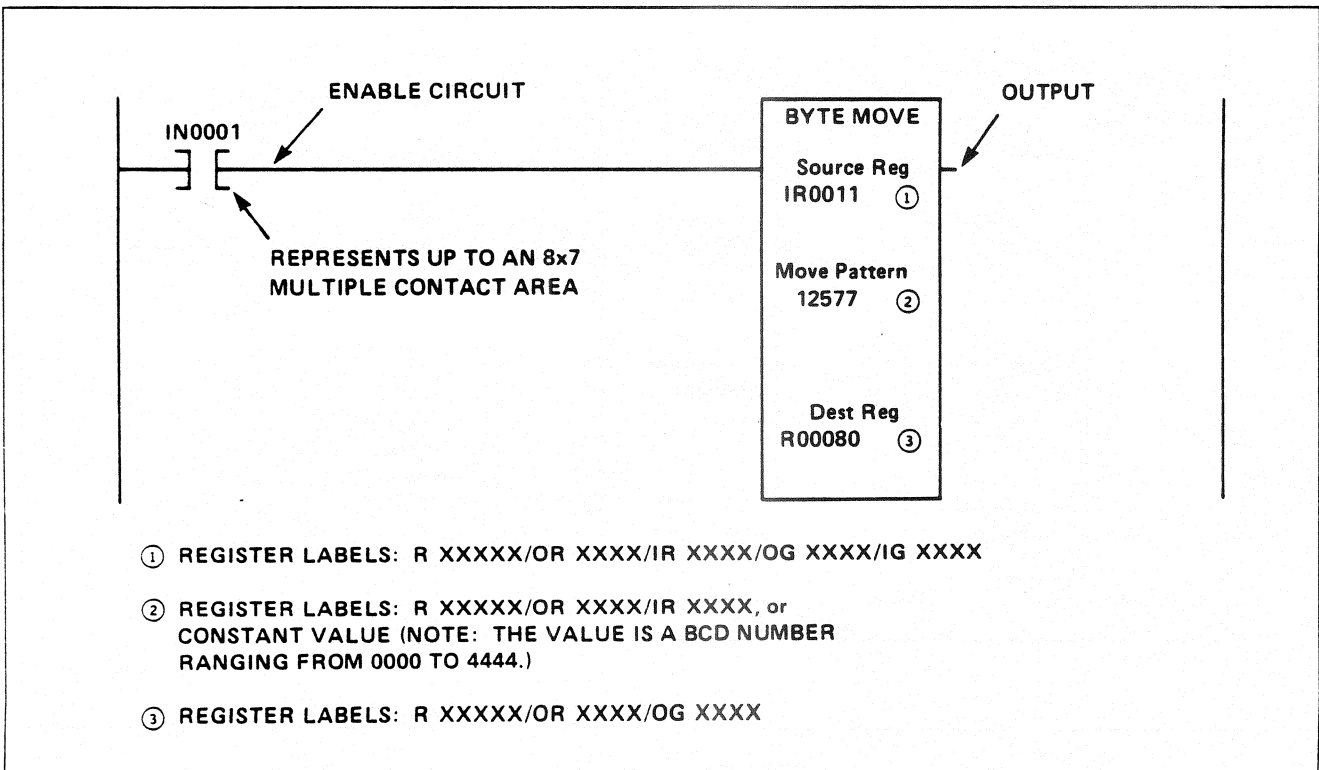 ENABLE CIRCUIT
OUTPUT
IN0001
BYTE MOVE
Source Reg
IR0011 ①
REPRESENTS UP TO AN 8x7
MULTIPLE CONTACT AREA
Move Pattern
12577 ②
Dest Reg
R00080 ③
① REGISTER LABELS: R XXXXX/OR XXXX/IR XXXX/OG XXXX/IG XXXX
② REGISTER LABELS: R XXXXX/OR XXXX/IR XXXX, or
CONSTANT VALUE (NOTE: THE VALUE IS A BCD NUMBER
RANGING FROM 0000 TO 4444.)
③ REGISTER LABELS: R XXXXX/OR XXXX/OG XXXX